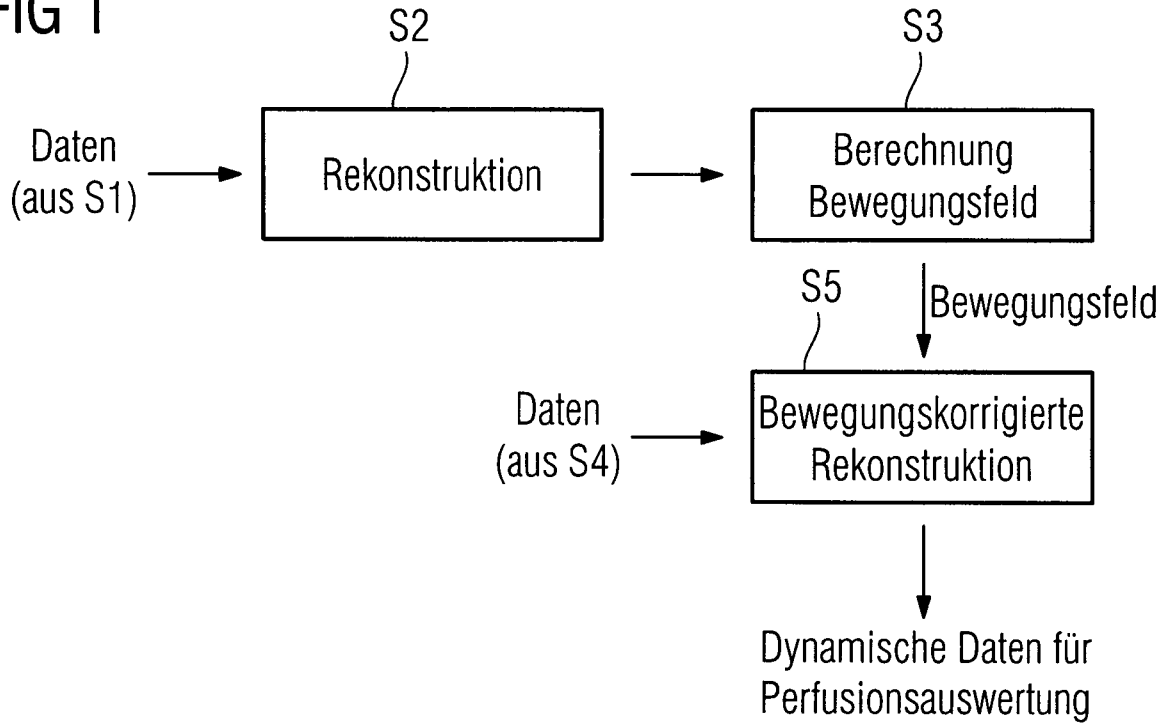 FIG 1
S2
S3
Daten
(aus S1)
Rekonstruktion
Berechnung
Bewegungsfeld
S5
Bewegungsfeld
Daten
(aus S4)
Bewegungskorrigierte
Rekonstruktion
Dynamische Daten für
Perfusionsauswertung